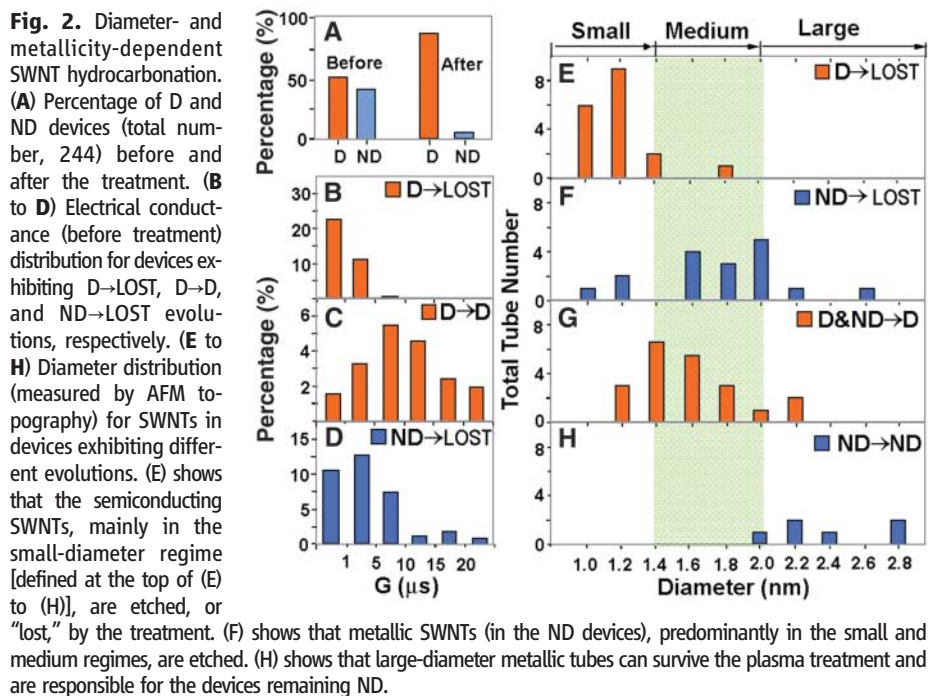 Fig. 2. Diameter- and
metallicity-dependent
SWNT hydrocarbonation.
(A) Percentage of D and
ND devices (total num-
ber, 244) before and
after the treatment. (B
to D) Electrical conduct-
ance (before treatment)
distribution for devices ex-
hibiting D→LOST, D→D,
and ND→LOST evolu-
tions, respectively. (E to
H) Diameter distribution
(measured by AFM to-
pography) for SWNTs in
devices exhibiting differ-
ent evolutions. (E) shows
that the semiconducting
SWNTs, mainly in the
small-diameter regime
[defined at the top of (E)
to (H)], are etched, or
"lost," by the treatment. (F) shows that metallic SWNTs (in the ND devices), predominantly in the small and
medium regimes, are etched. (H) shows that large-diameter metallic tubes can survive the plasma treatment and
are responsible for the devices remaining ND.
Percentage (%)
100
50
0
A
Before
After
D ND D ND
B
D→LOST
30
20
10
C
D→D
6
4
2
Percentage (%)
D
ND→LOST
15
10
5
0
1 5 10 15 20
G (μs)
Small Medium Large
Total Tube Number
E
D→LOST
8
4
0
F
ND→LOST
8
4
0
G
D&ND→D
8
4
0
H
ND→ND
8
4
0
1.0 1.2 1.4 1.6 1.8 2.0 2.2 2.4 2.6 2.8
Diameter (nm)